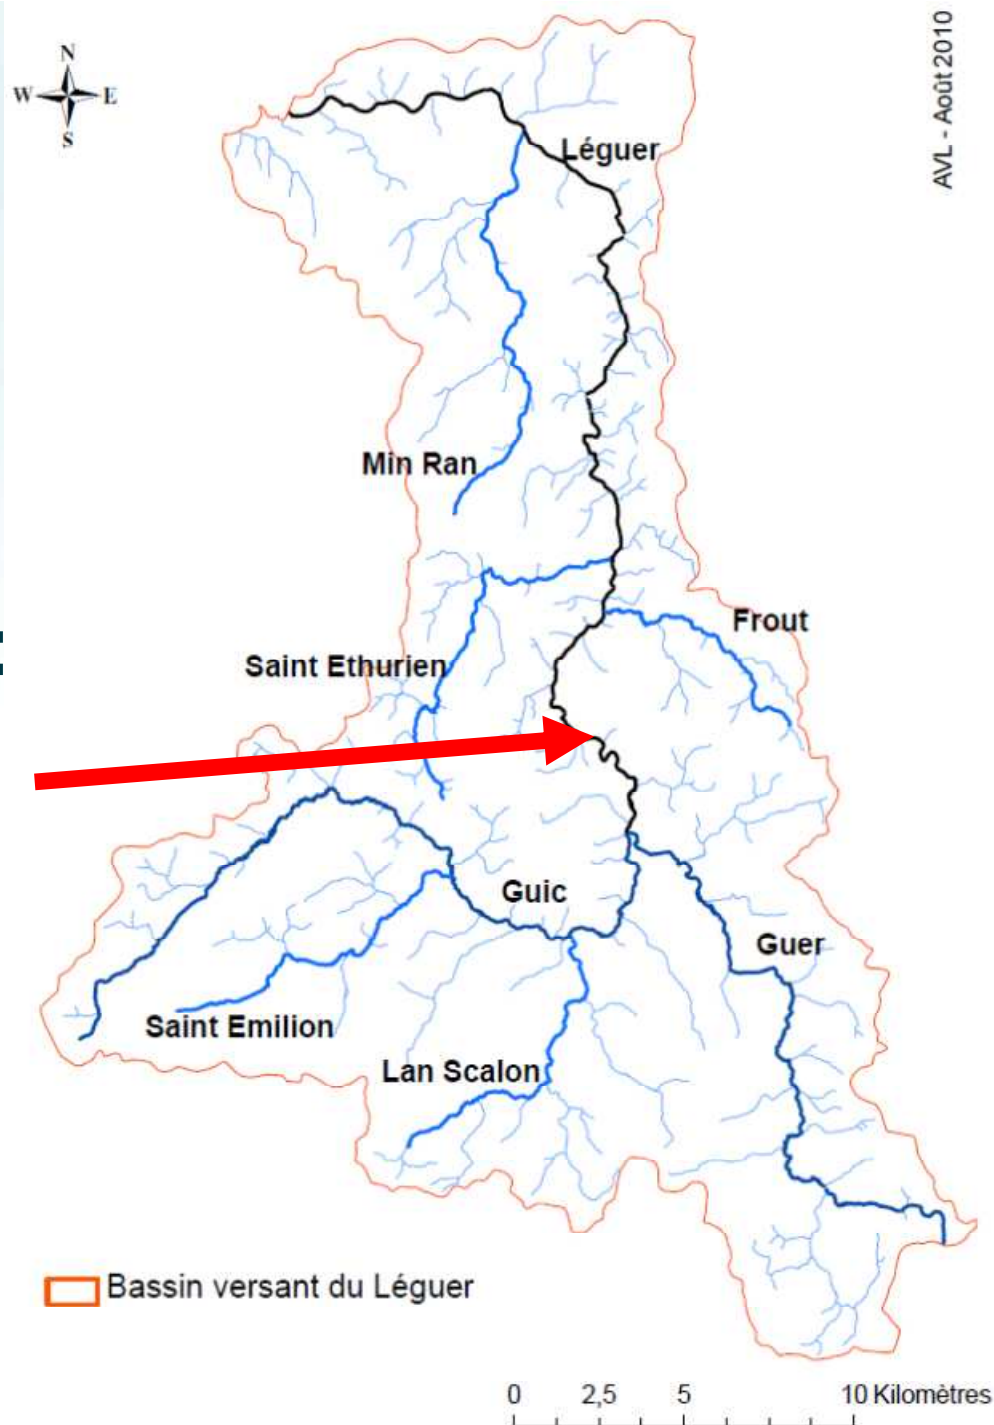 N
W E
S
AVL - Août 2010
Léguer
Min Ran
Frout
Saint Ethurien
Guic
Guer
Saint Emilion
Lan Scalon
Bassin versant du Léguer
0 2,5 5 10 Kilomètres